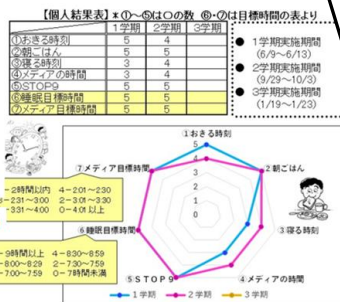 【個人結果表】※①～⑤は○の数 ⑥・⑦は目標時間の表より
1学期 2学期 3学期
①おきる時刻 5 4
②朝ごはん 5 5
③寝る時刻 3 4
④メディアの時間 3 4
⑤STOP9 5 5
⑥睡眠目標時間 5 5
⑦メディア目標時間 5 5
● 1学期実施期間
(6/9～6/13)
● 2学期実施期間
(9/29～10/3)
● 3学期実施期間
(1/19～1/23)
1おきる時刻
2朝ごはん
3寝る時刻
4メディアの時間
5STOP9
6睡眠目標時間
7メディア目標時間
5
4
3
2
1
0
－2時間以内 4－2:01～2:30
－2:31～3:00 2－3:01～3:30
－3:31～4:00 0－4:01以上
－9時間以上 4－8:30～8:59
－8:00～8:29 2－7:30～7:59
－7:00～7:59 0－7時間未満
1学期 2学期 3学期